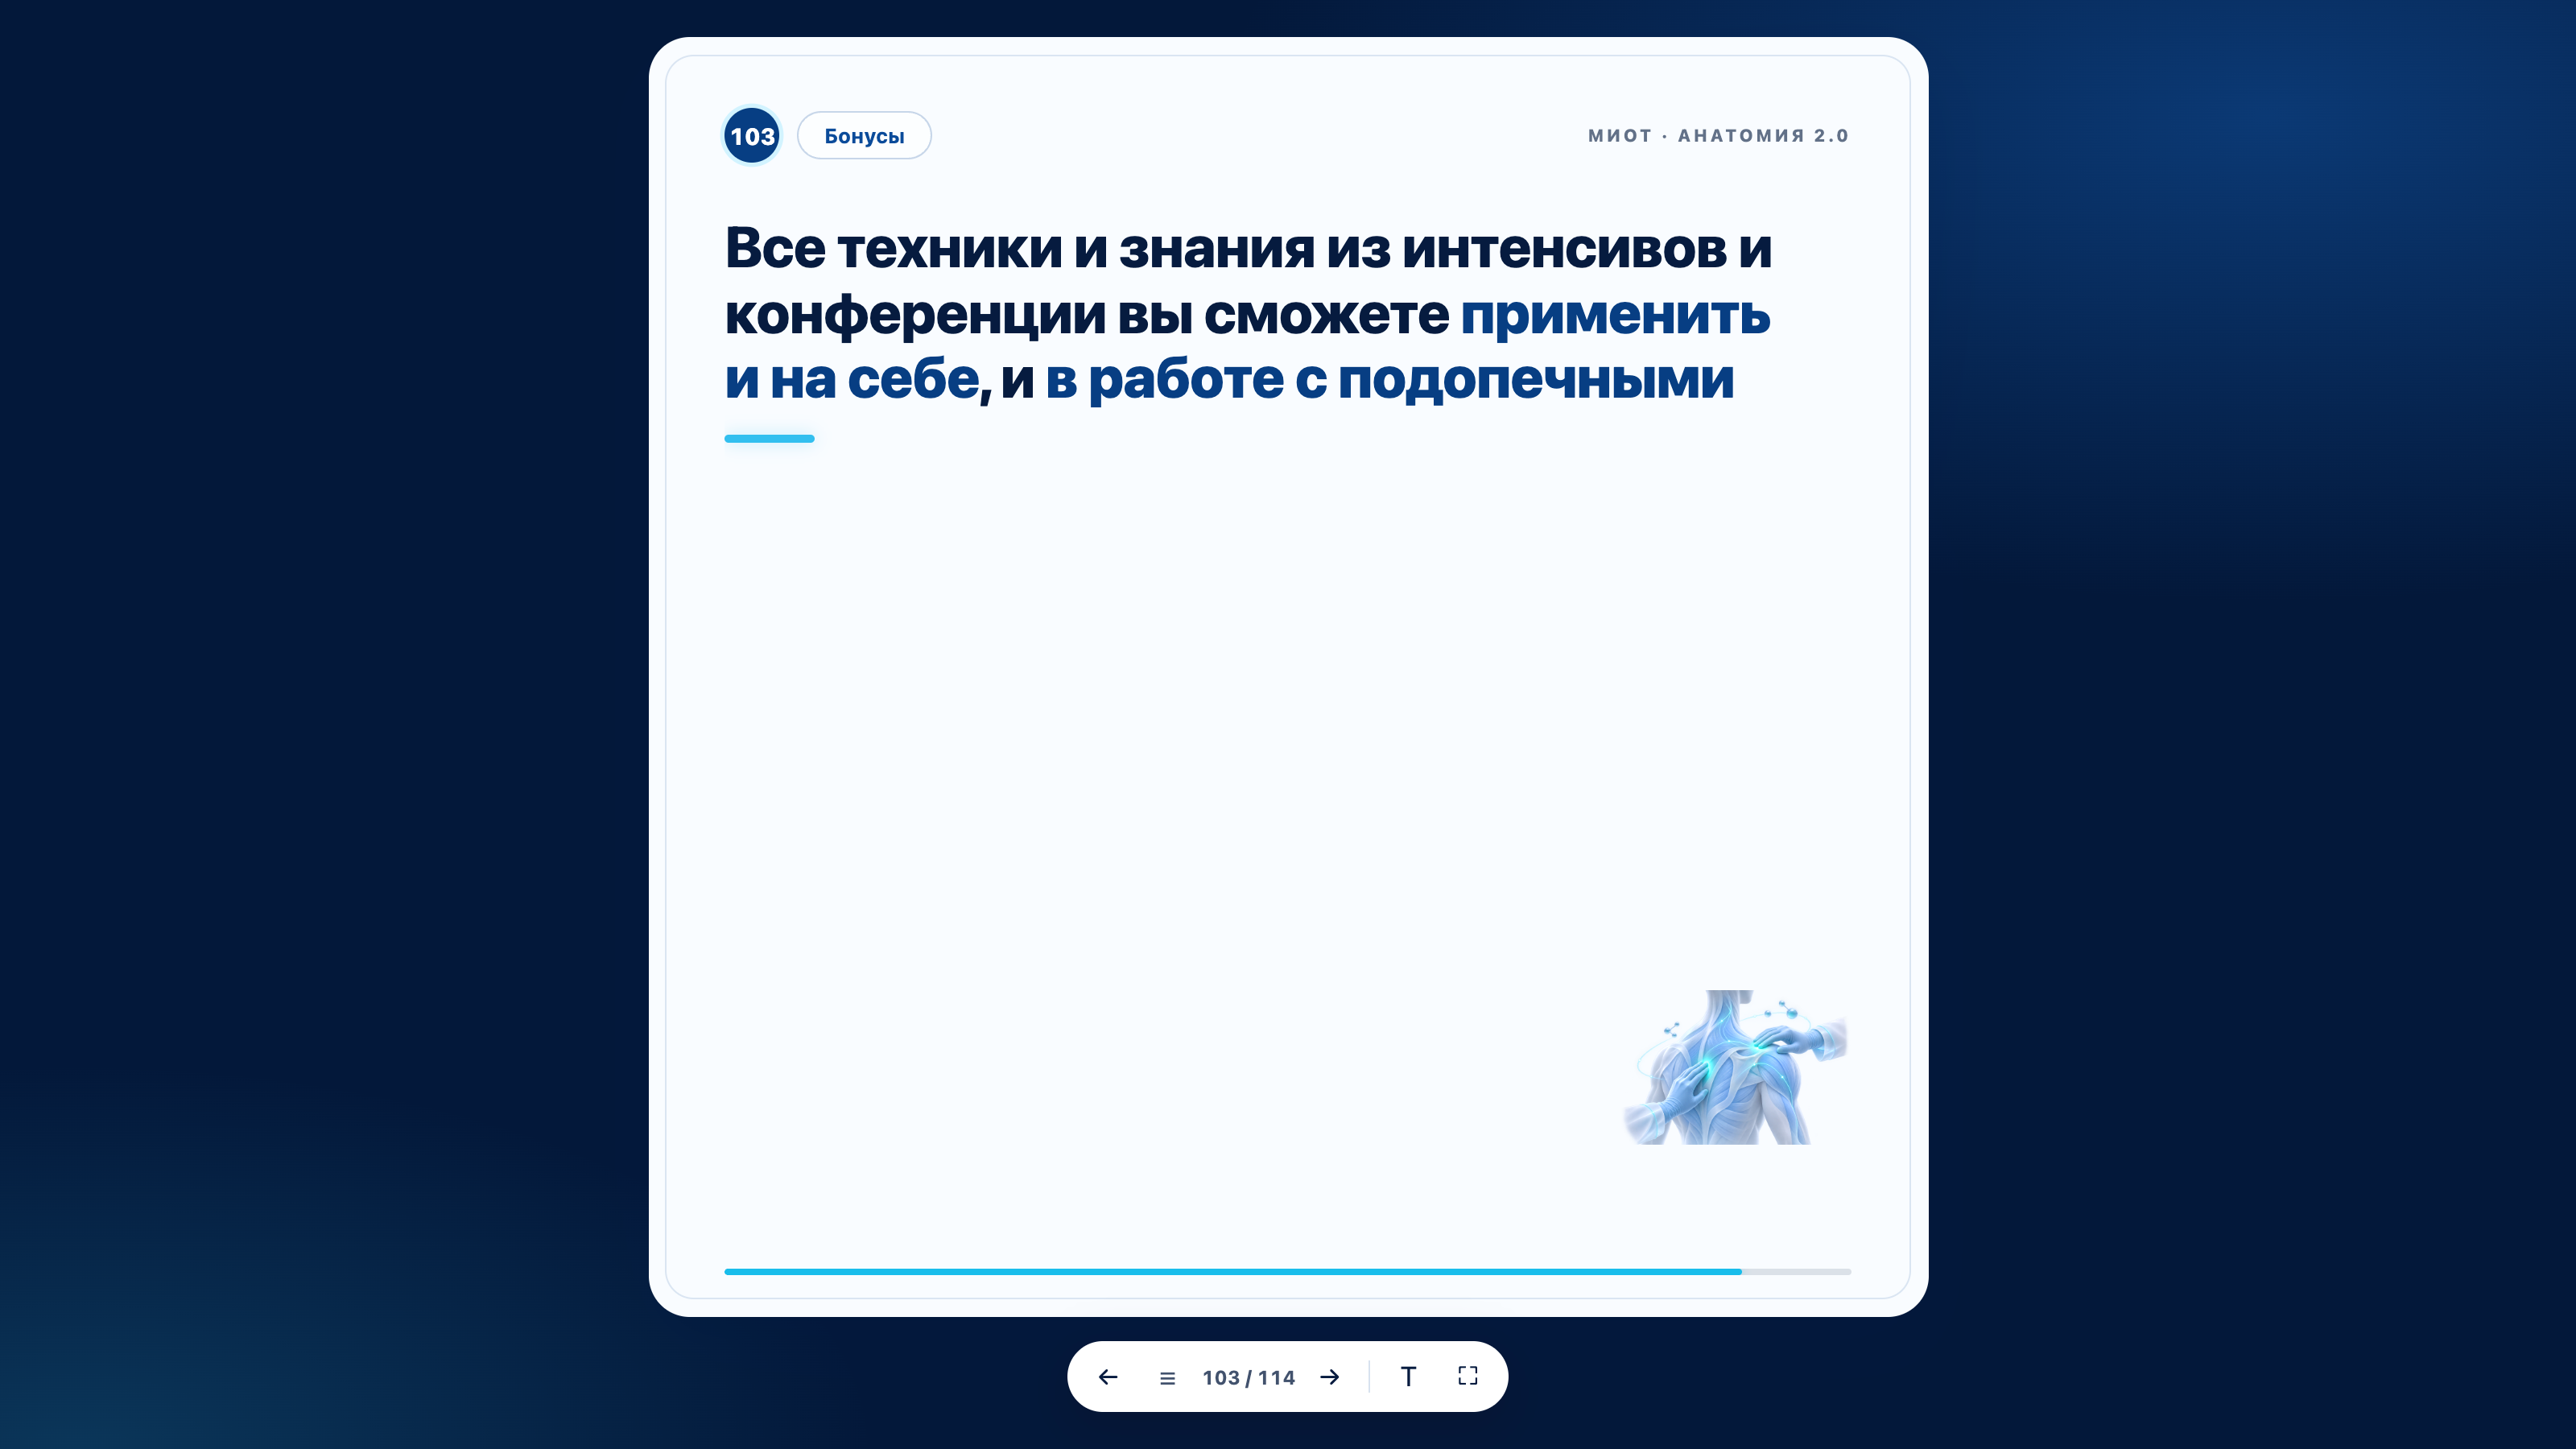 103
Бонусы
МИОТ · АНАТОМИЯ 2.0
Все техники и знания из интенсивов и
конференции вы сможете применить
и на себе, и в работе с подопечными
103 / 114
T